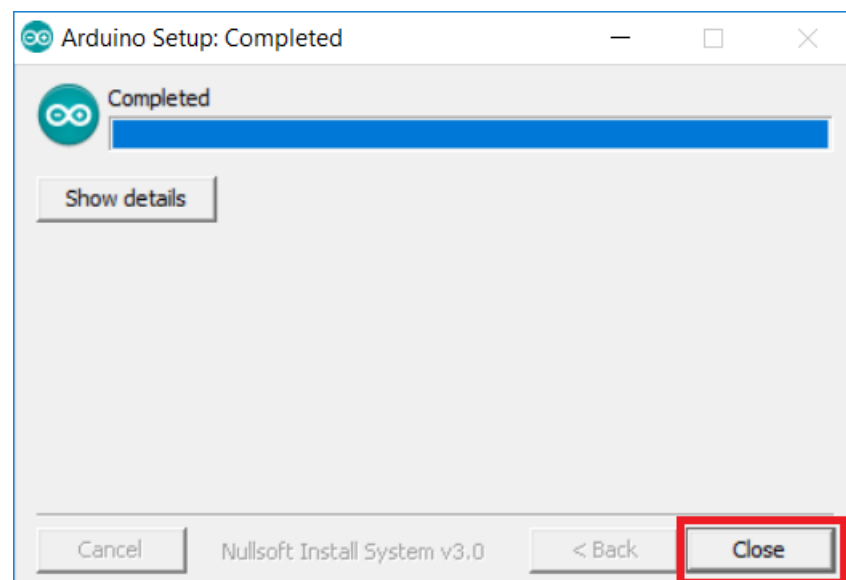 Arduino Setup: Completed
Completed
Show details
Cancel
Nullsoft Install System v3.0
< Back
Close